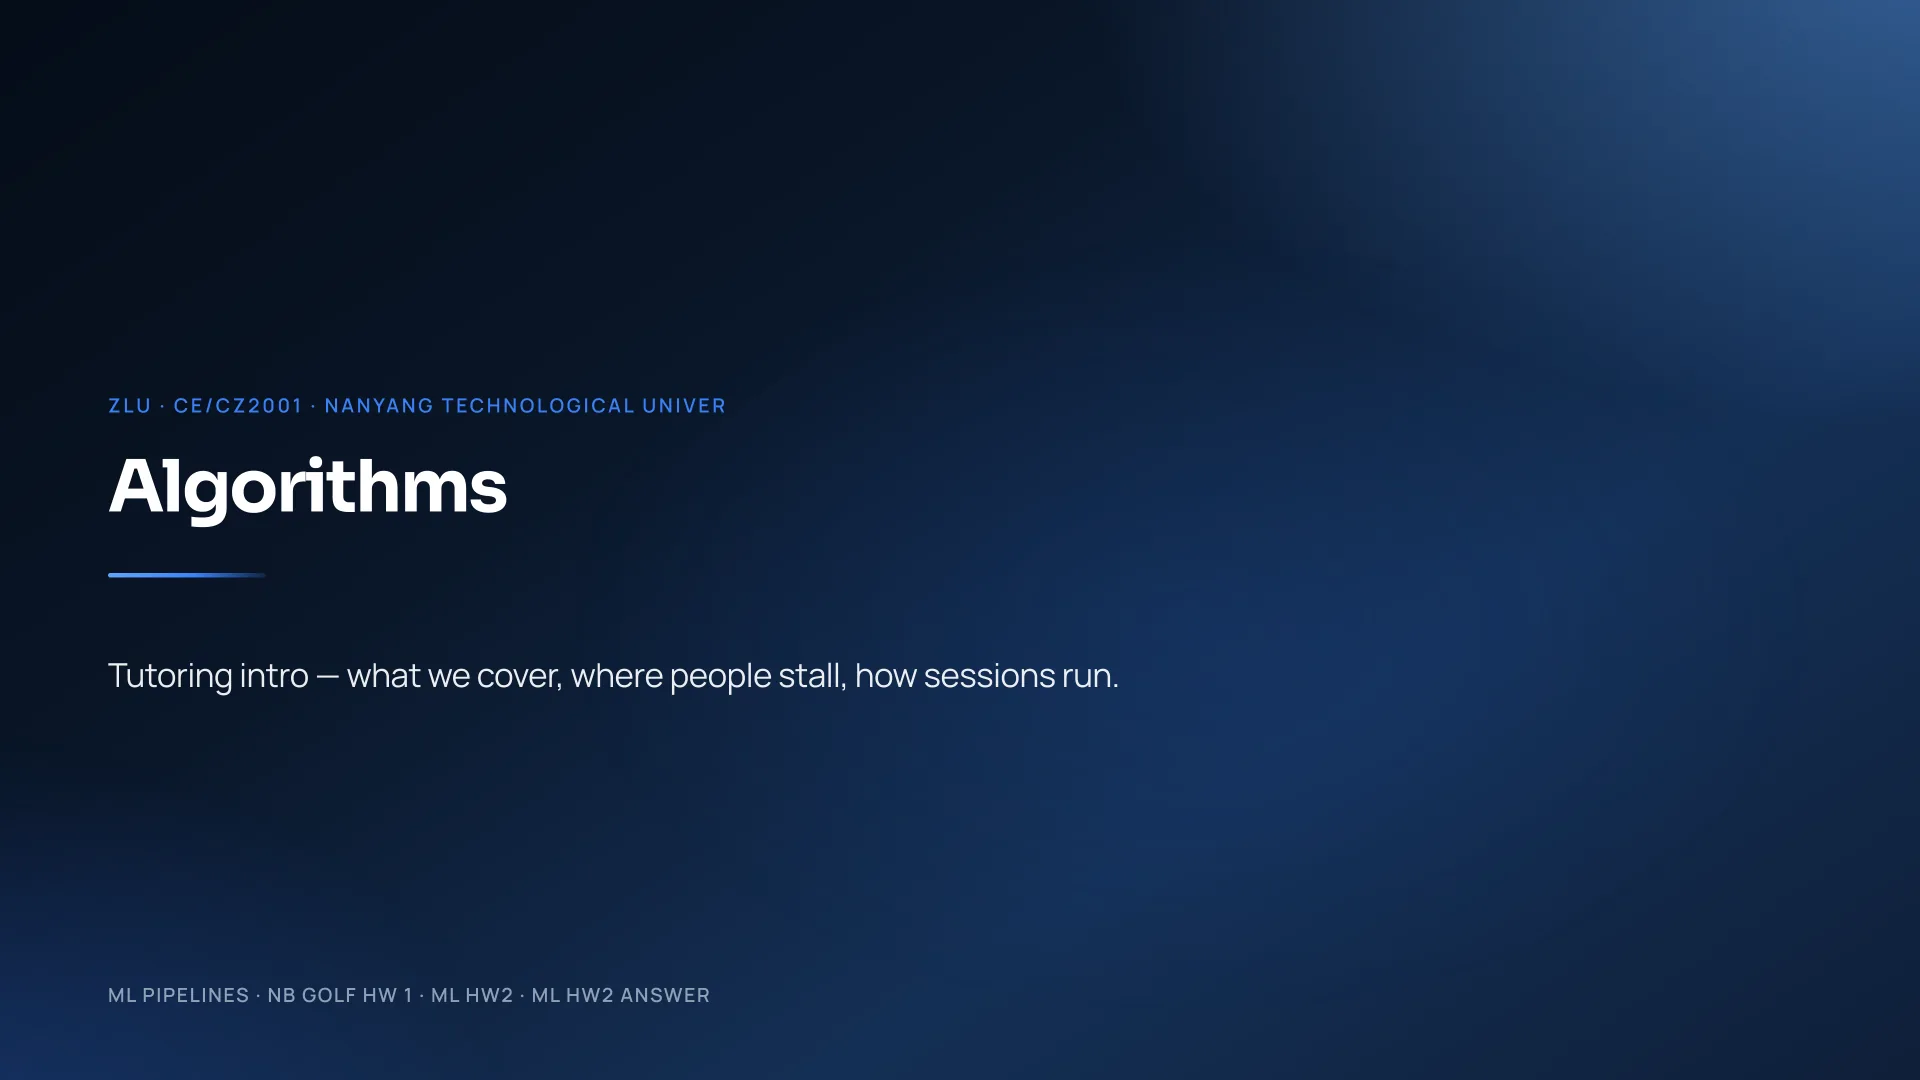 ZLU · CE/CZ2001 · NANYANG TECHNOLOGICAL UNIVER
Algorithms
Tutoring intro — what we cover, where people stall, how sessions run.
ML PIPELINES · NB GOLF HW 1 · ML HW2 · ML HW2 ANSWER